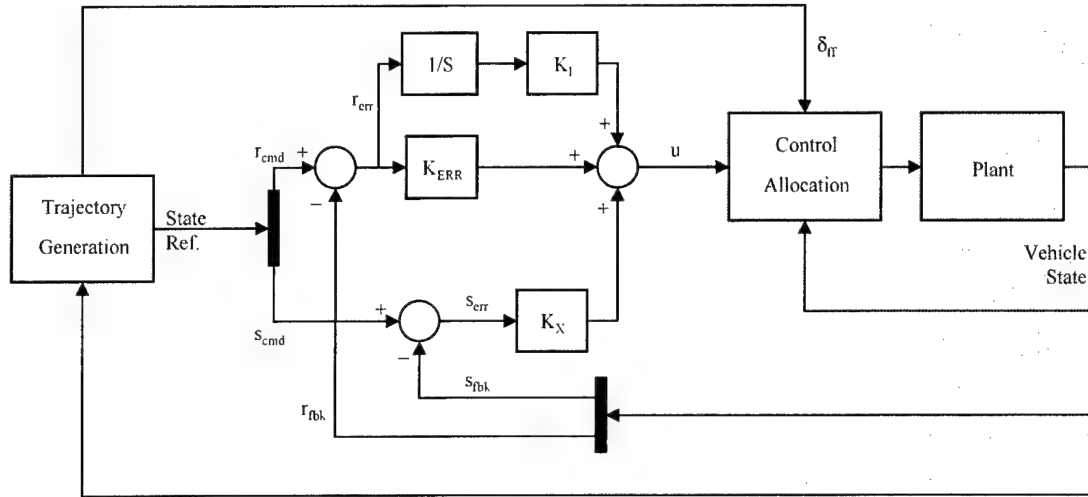 δff
1/S
KI
rerr
rcmd
+
KERR
+
+
u
Control
Allocation
Plant
Trajectory
Generation
State
Ref.
−
+
Vehicle
State
+
serr
KX
scmd
−
sfbk
rfbk